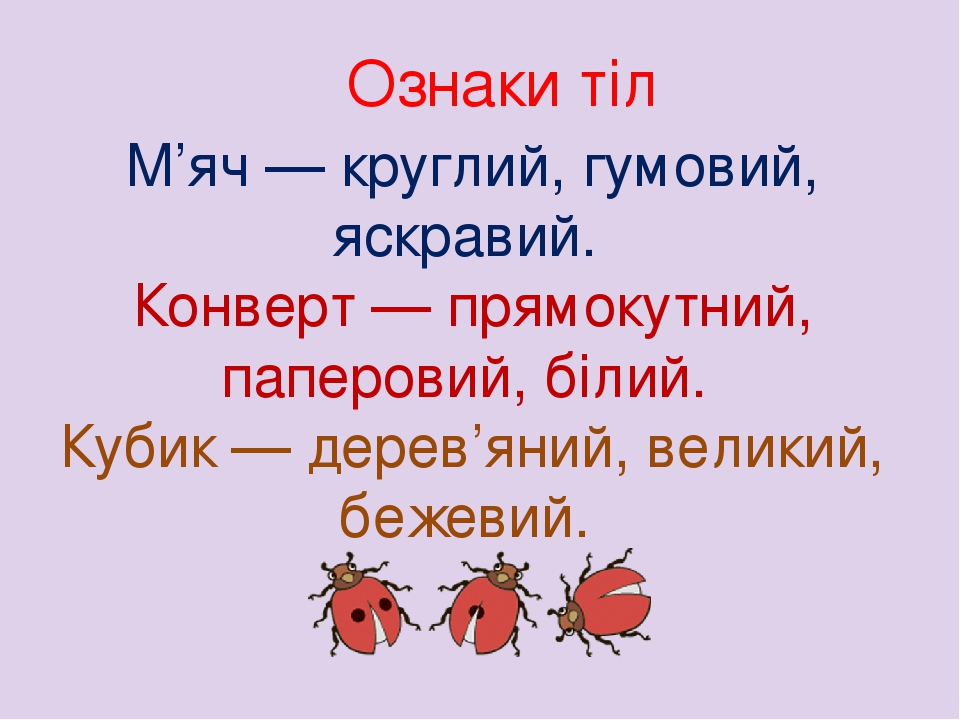 Ознаки тіл
М’яч — круглий, гумовий,
яскравий.
Конверт — прямокутний,
паперовий, білий.
Кубик — дерев’яний, великий,
бежевий.